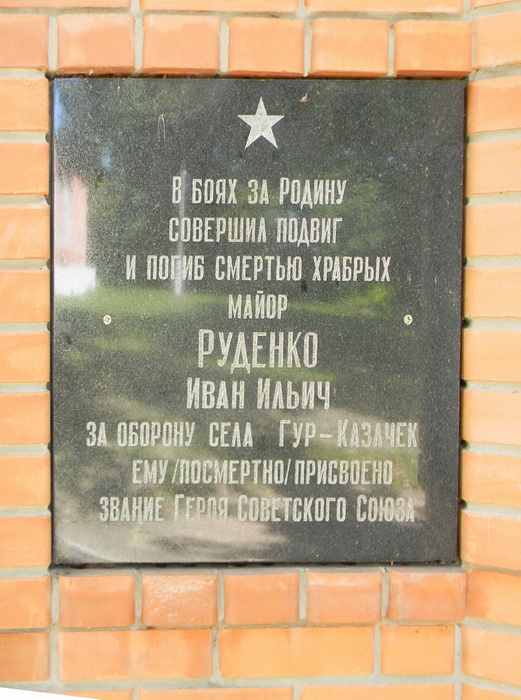 В боях за Родину
совершил подвиг
и погиб смертью храбрых
майор
РУДЕНКО
Иван Ильич
за оборону села Гур-Казачек
ему/посмертно/присвоено
звание Героя Советского Союза